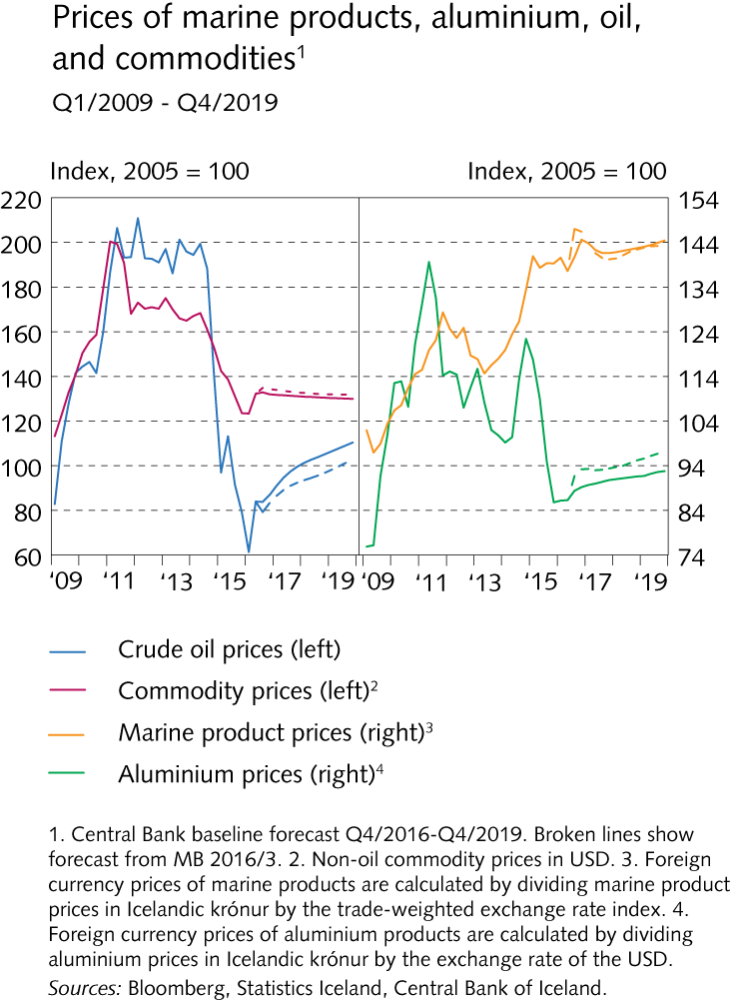 Prices of marine products, aluminium, oil,
and commodities¹
Q1/2009 - Q4/2019
Index, 2005 = 100
Index, 2005 = 100
220
200
180
160
140
120
100
80
60
154
144
134
124
114
104
94
84
74
‘09 ‘11 ‘13 ‘15 ‘17 ‘19
‘09 ‘11 ‘13 ‘15 ‘17 ‘19
Crude oil prices (left)
Commodity prices (left)²
Marine product prices (right)³
Aluminium prices (right)⁴
1. Central Bank baseline forecast Q4/2016-Q4/2019. Broken lines show
forecast from MB 2016/3. 2. Non-oil commodity prices in USD. 3. Foreign
currency prices of marine products are calculated by dividing marine product
prices in Icelandic krónur by the trade-weighted exchange rate index. 4.
Foreign currency prices of aluminium products are calculated by dividing
aluminium prices in Icelandic krónur by the exchange rate of the USD.
Sources: Bloomberg, Statistics Iceland, Central Bank of Iceland.